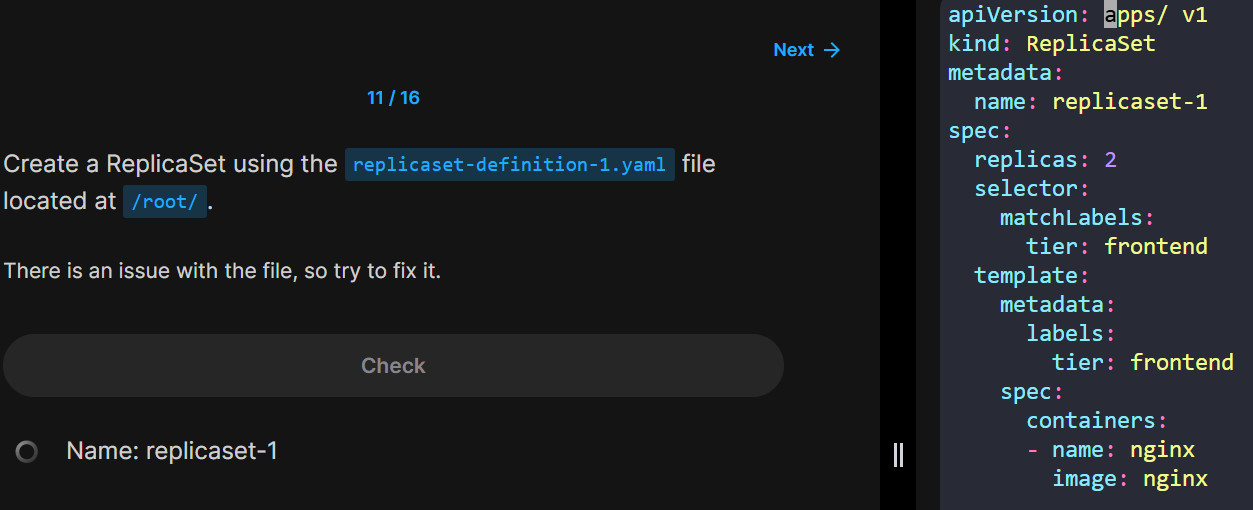 Next →
11 / 16
Create a ReplicaSet using the replicaset-definition-1.yaml file
located at /root/ .
There is an issue with the file, so try to fix it.
Check
Name: replicaset-1
apiVersion: apps/ v1
kind: ReplicaSet
metadata:
  name: replicaset-1
spec:
  replicas: 2
  selector:
    matchLabels:
      tier: frontend
  template:
    metadata:
      labels:
        tier: frontend
    spec:
      containers:
      - name: nginx
        image: nginx